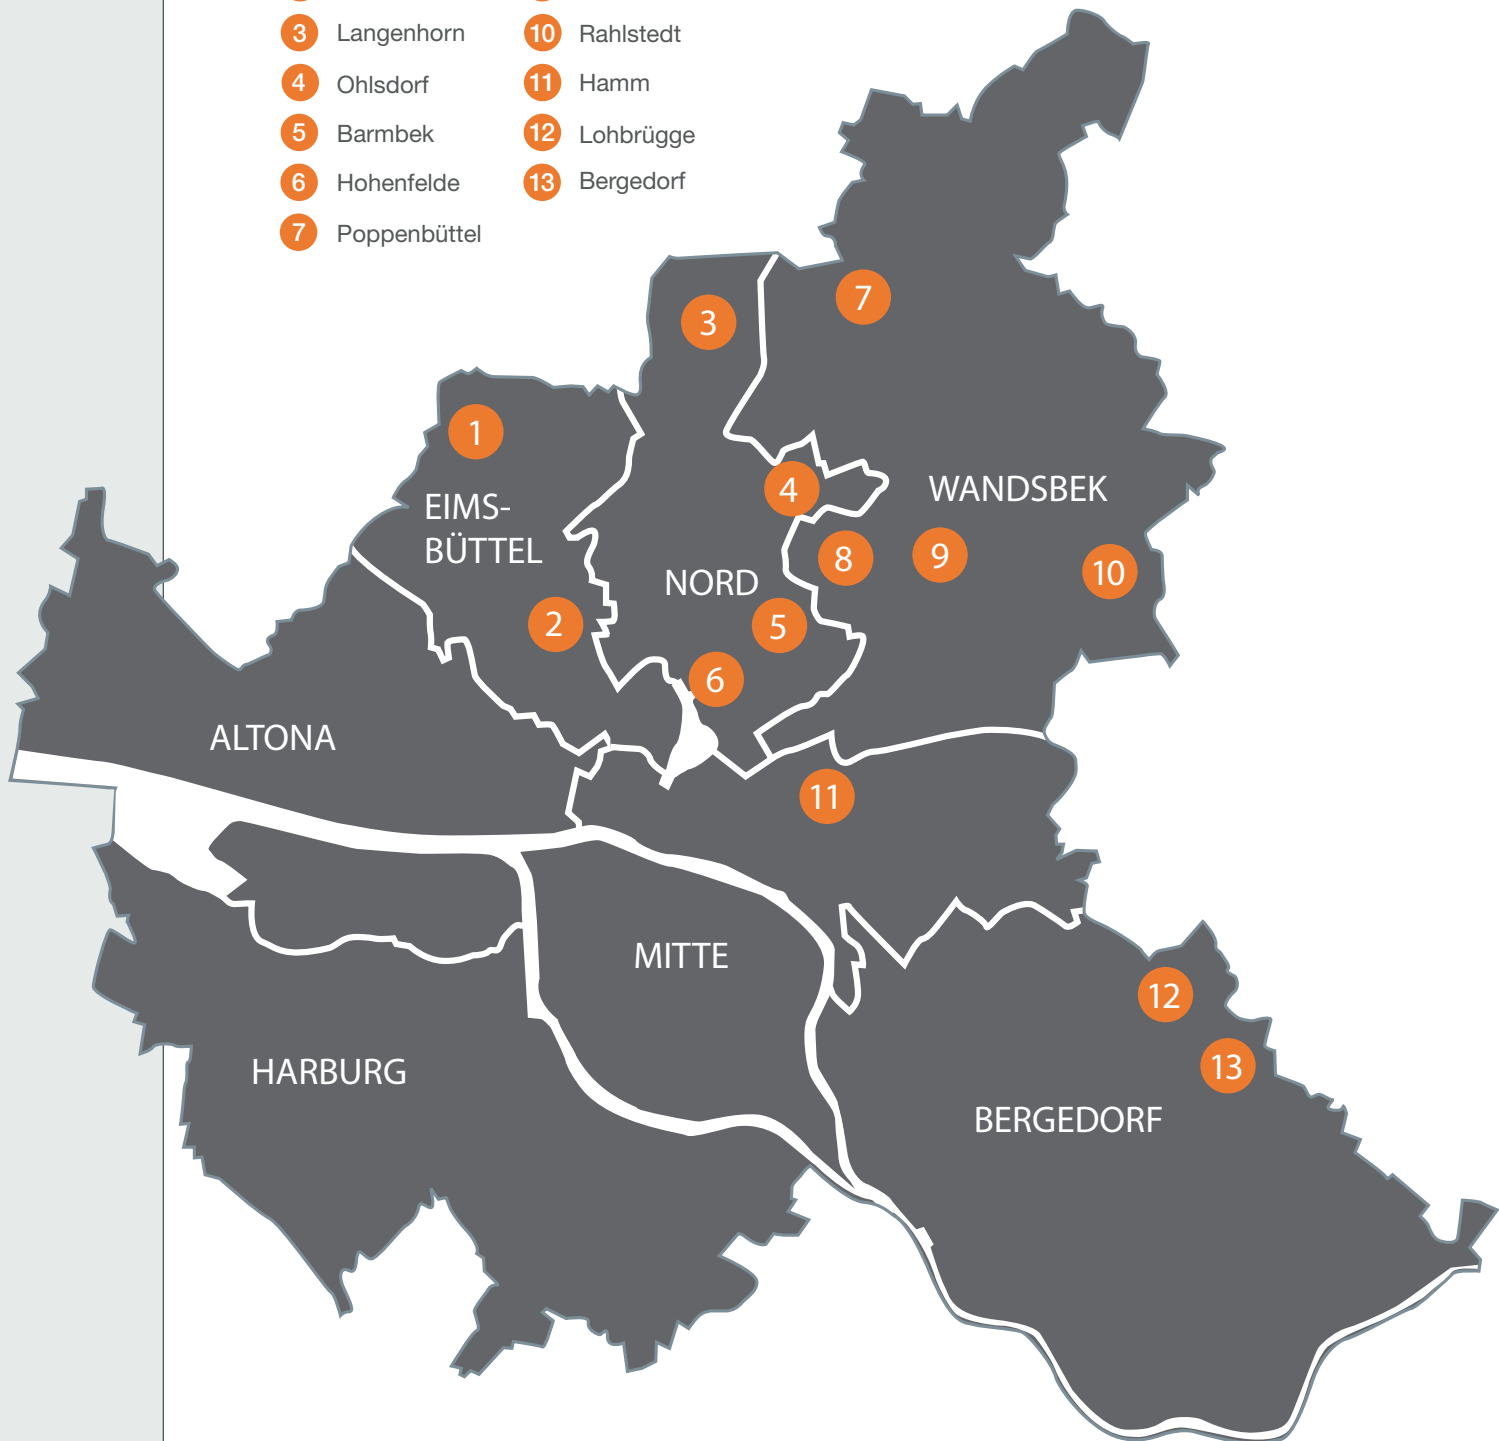 3 Langenhorn
4 Ohlsdorf
5 Barmbek
6 Hohenfelde
7 Poppenbüttel
10 Rahlstedt
11 Hamm
12 Lohbrügge
13 Bergedorf
7
3
1
4
WANDSBEK
EIMS-
BÜTTEL
8
9
10
NORD
2
5
6
ALTONA
11
MITTE
12
HARBURG
13
BERGEDORF